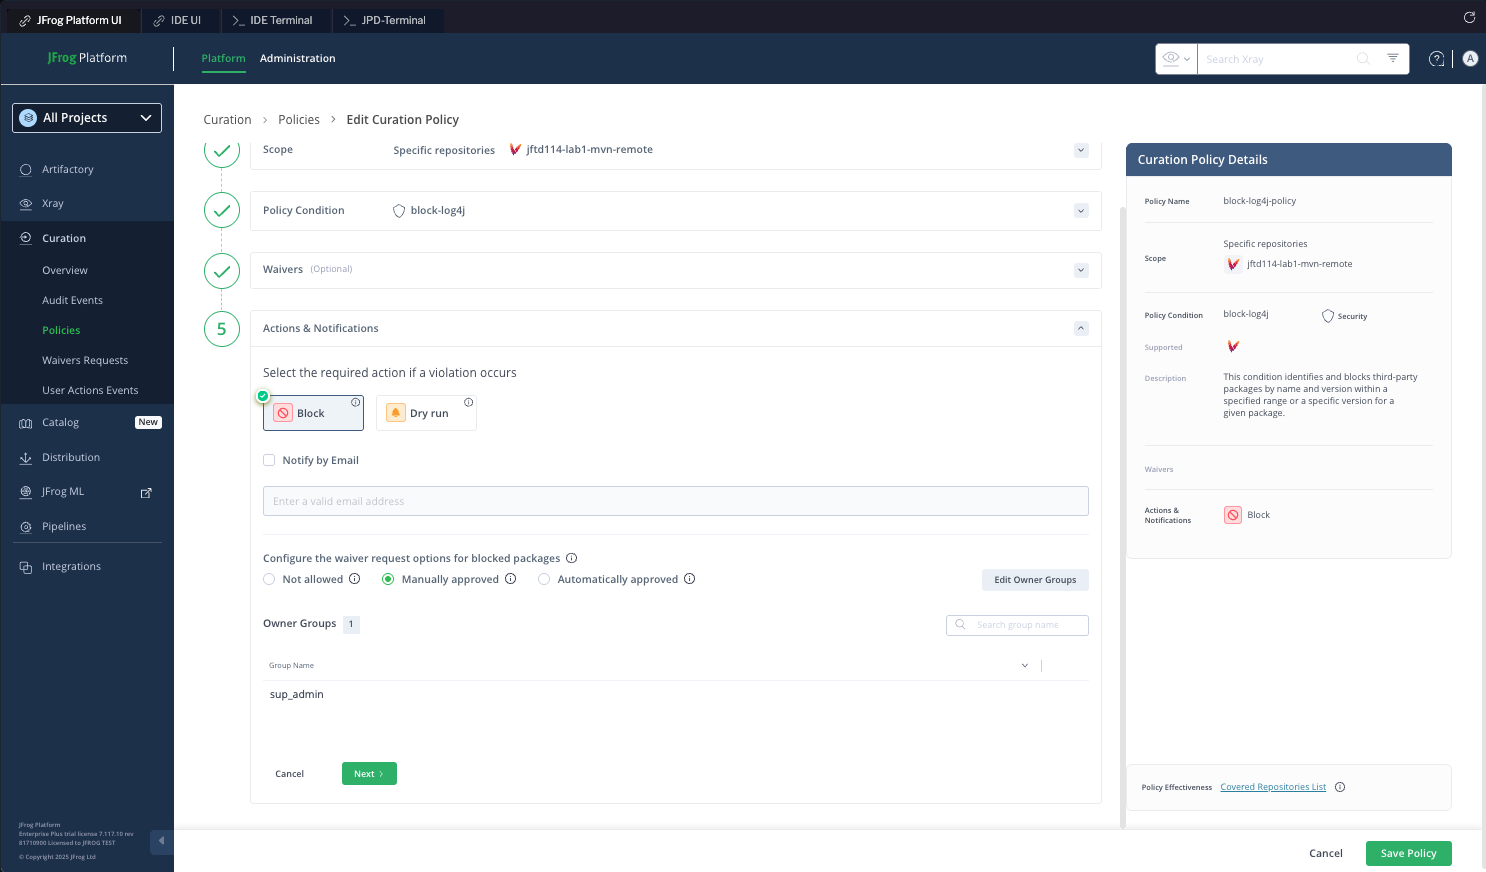 JFrog Platform UI
IDE UI
IDE Terminal
JPD-Terminal
JFrog Platform
Platform
Administration
Search Xray
A
All Projects
Artifactory
Xray
Curation
Overview
Audit Events
Policies
Waivers Requests
User Actions Events
Catalog
New
Distribution
JFrog ML
Pipelines
Integrations
JFrog Platform
Enterprise Plus trial license 7.117.10 rev
81710900 Licensed to JFROG TEST
© Copyright 2025 JFrog Ltd
Curation > Policies > Edit Curation Policy
Scope Specific repositories jftd114-lab1-mvn-remote
Policy Condition block-log4j
Waivers (Optional)
5
Actions & Notifications
Select the required action if a violation occurs
Block
Dry run
Notify by Email
Enter a valid email address
Configure the waiver request options for blocked packages
Not allowed
Manually approved
Automatically approved
Edit Owner Groups
Owner Groups 1
Search group name
Group Name
sup_admin
Cancel
Next >
Curation Policy Details
Policy Name block-log4j-policy
Specific repositories
Scope
jftd114-lab1-mvn-remote
Policy Condition block-log4j Security
Supported
Description This condition identifies and blocks third-party
packages by name and version within a
specified range or a specific version for a
given package.
Waivers
Actions &
Notifications
Block
Policy Effectiveness Covered Repositories List
Cancel
Save Policy